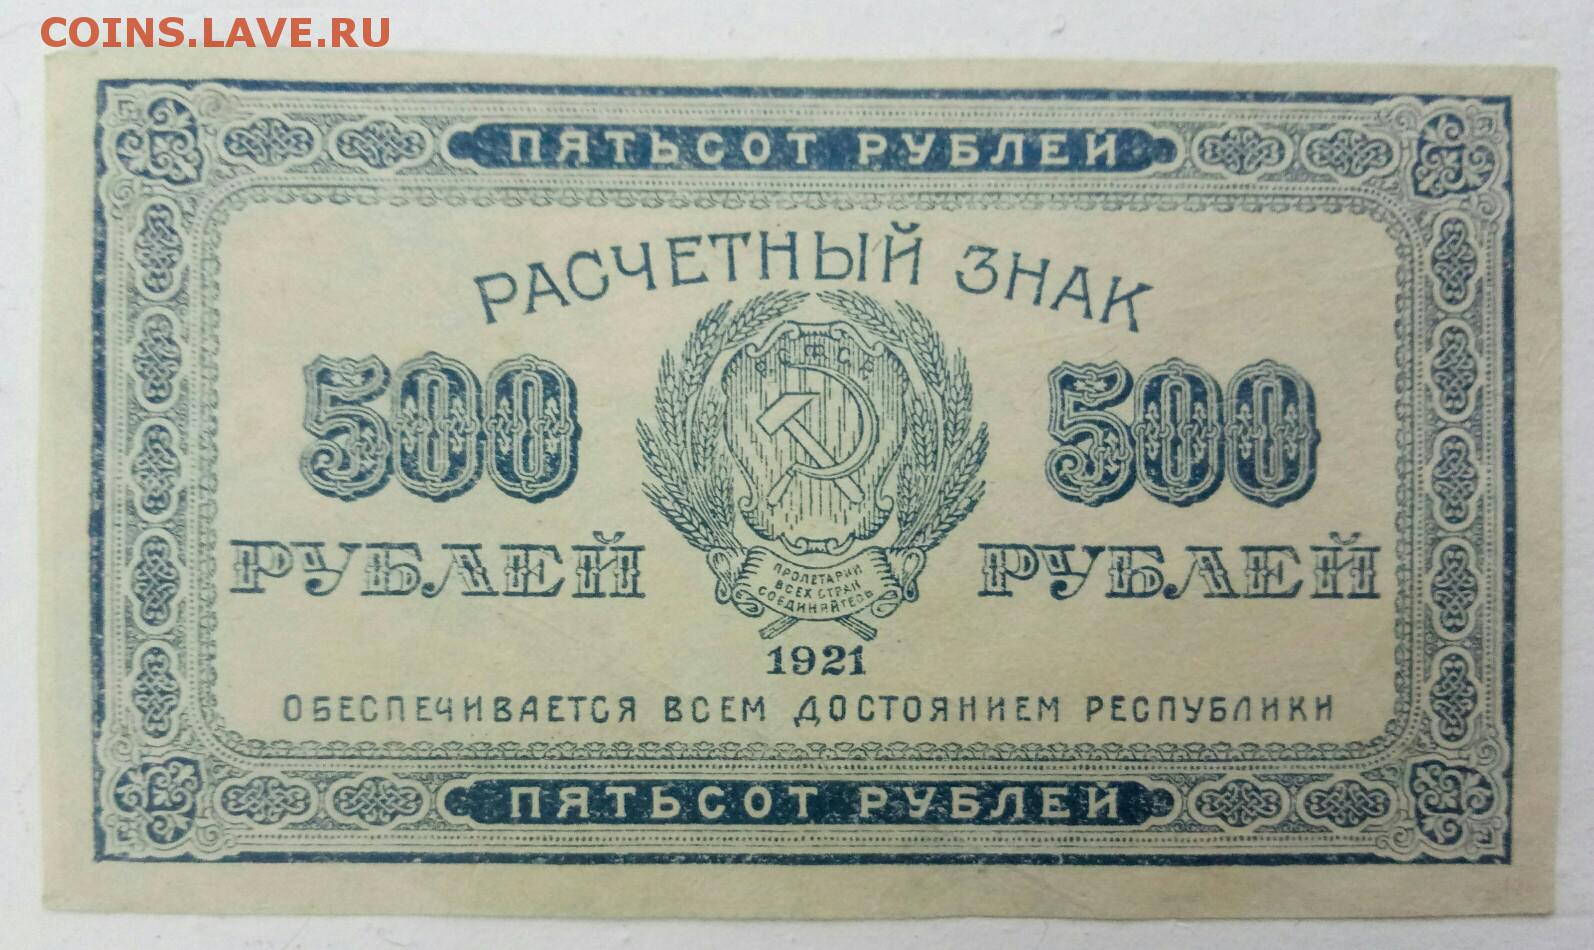 COINS.LAVE.RU
ПЯТЬСОТ РУБЛЕЙ
РАСЧЕТНЫЙ ЗНАК
Р.С.Ф.С.Р.
500 500
РУБЛЕЙ РУБЛЕЙ
ПРОЛЕТАРИИ
ВСЕХ СТРАН
СОЕДИНЯЙТЕСЬ
1921
ОБЕСПЕЧИВАЕТСЯ ВСЕМ ДОСТОЯНИЕМ РЕСПУБЛИКИ
ПЯТЬСОТ РУБЛЕЙ